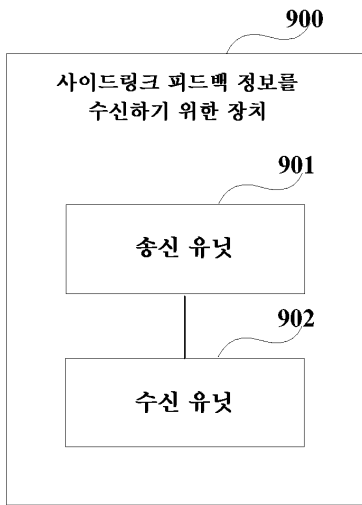 900
사이드링크 피드백 정보를
수신하기 위한 장치
901
송신 유닛
902
수신 유닛